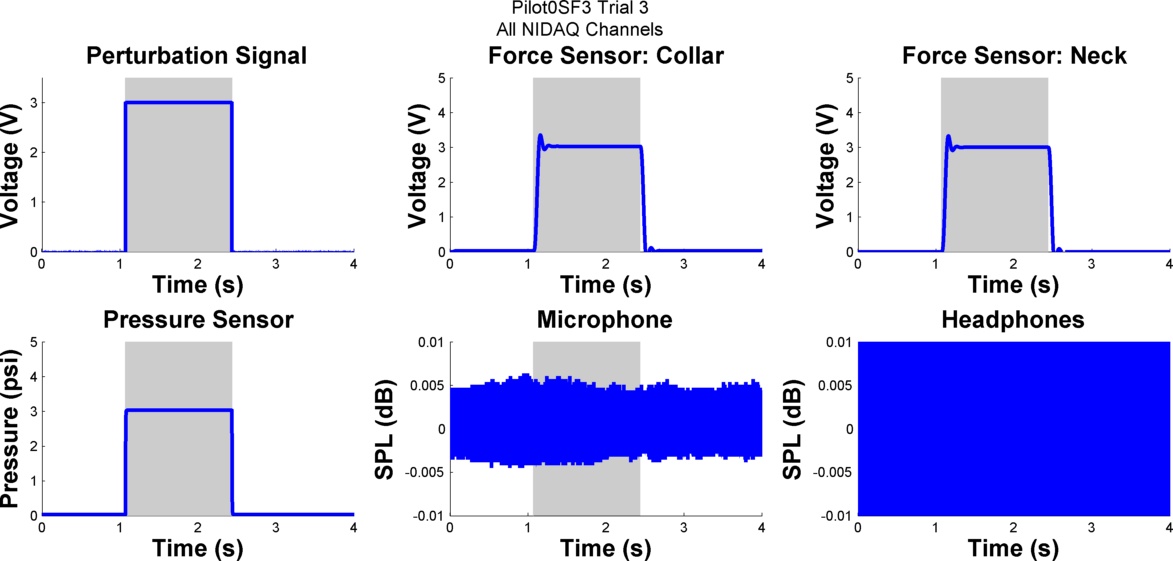 Pilot0SF3 Trial 3
All NIDAQ Channels
Perturbation Signal
Voltage (V)
3
2
1
0
0 1 2 3 4
Time (s)
Force Sensor: Collar
Voltage (V)
5
4
3
2
1
0
0 1 2 3 4
Time (s)
Force Sensor: Neck
Voltage (V)
5
4
3
2
1
0
0 1 2 3 4
Time (s)
Pressure Sensor
Pressure (psi)
5
4
3
2
1
0
0 1 2 3 4
Time (s)
Microphone
SPL (dB)
0.01
0.005
0
-0.005
-0.01
0 1 2 3 4
Time (s)
Headphones
SPL (dB)
0.01
0.005
0
-0.005
-0.01
0 1 2 3 4
Time (s)